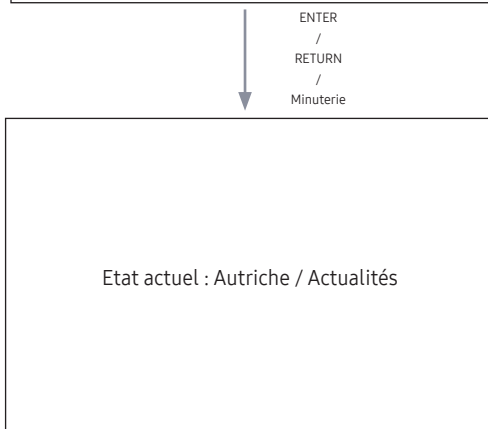 ENTER
/
RETURN
/
Minuterie
Etat actuel : Autriche / Actualités